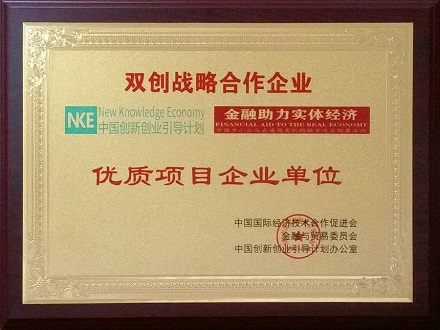 双创战略合作企业
NKE
New Knowledge Economy
中国创新创业引导计划
金融助力实体经济
FINANCIAL AID TO THE REAL ECONOMY
优质项目企业单位
中国国际经济技术合作促进会
金融与贸易委员会
中国创新创业引导计划办公室